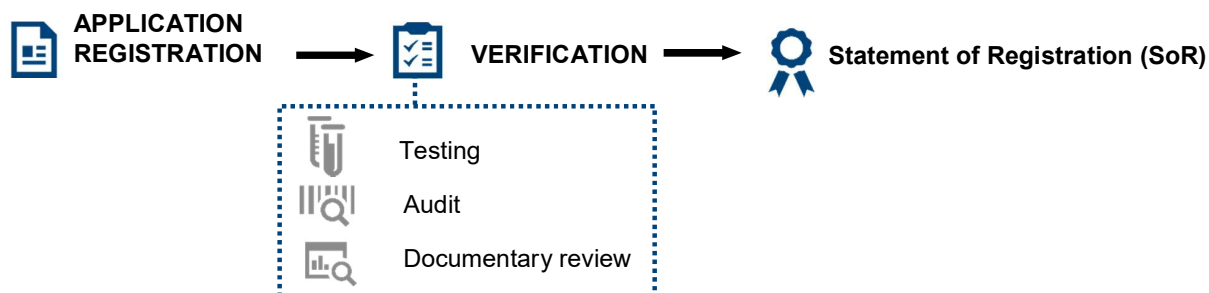 APPLICATION
REGISTRATION
VERIFICATION
Statement of Registration (SoR)
Testing
Audit
Documentary review